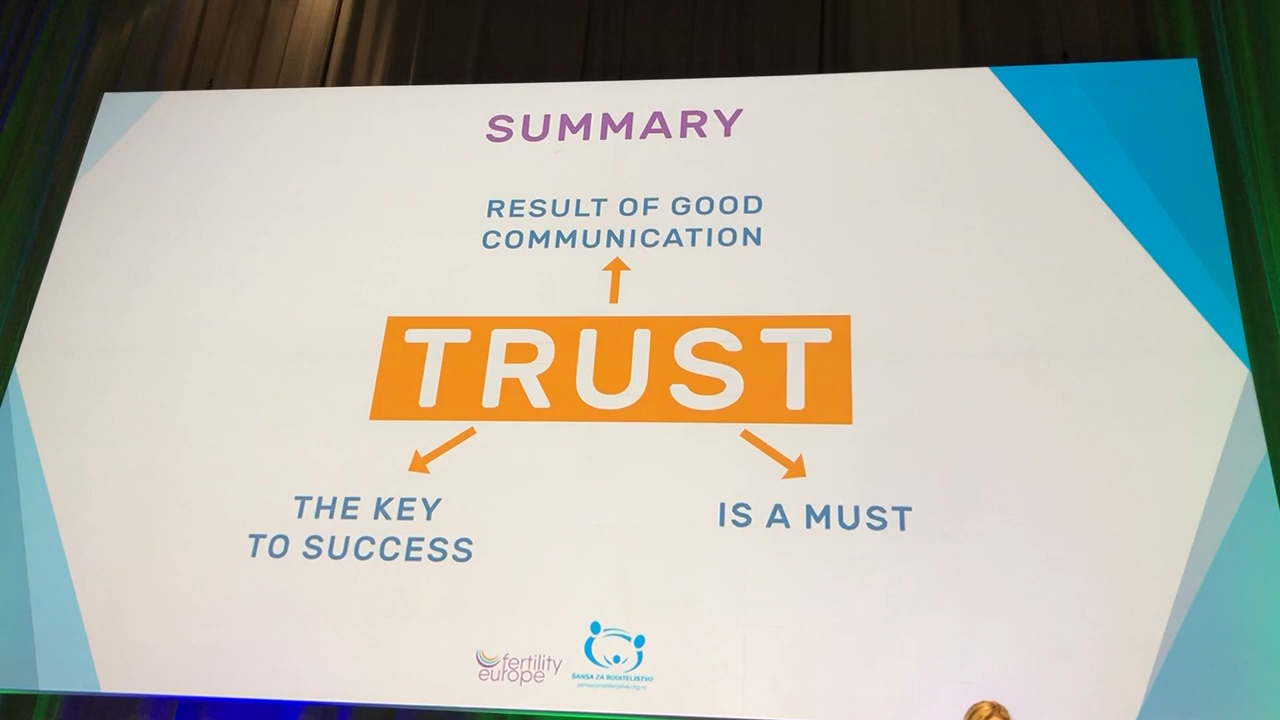 SUMMARY
RESULT OF GOOD
COMMUNICATION
TRUST
THE KEY
TO SUCCESS
IS A MUST
fertility
europe
ŠANSA ZA RODITELJSTVO